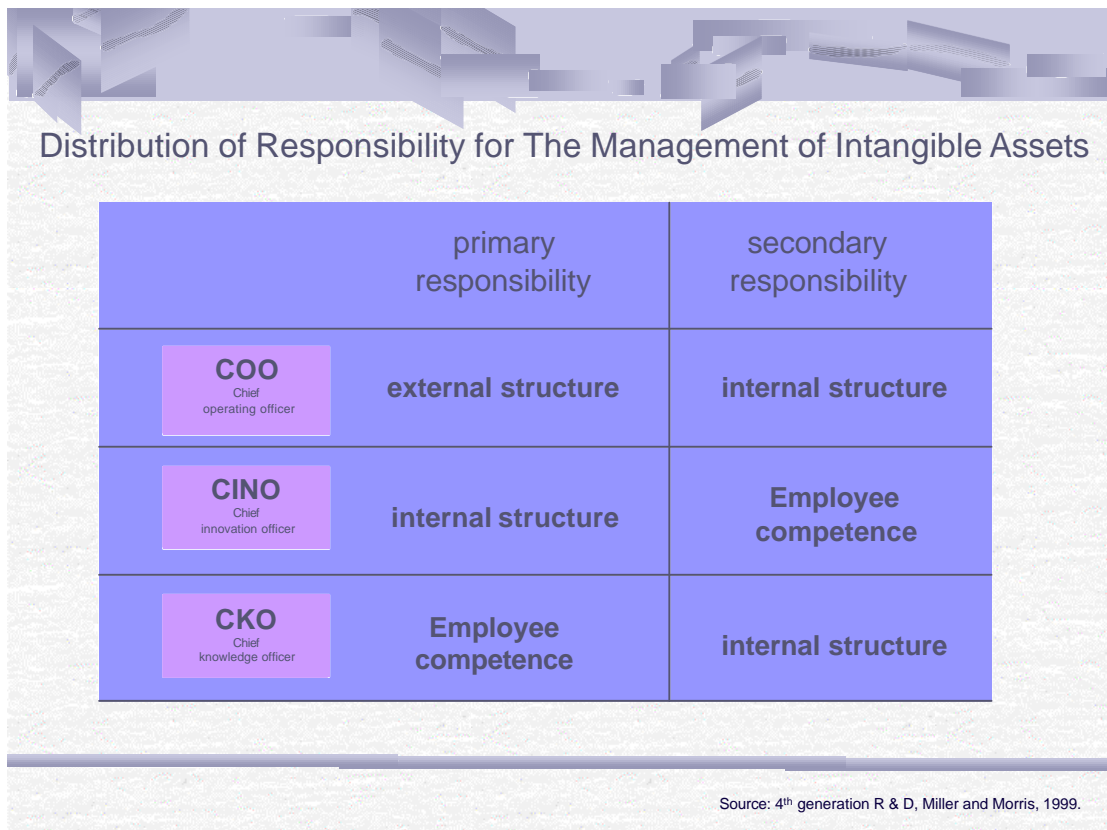 Distribution of Responsibility for The Management of Intangible Assets
primary
responsibility
secondary
responsibility
COO
Chief
operating officer
external structure
internal structure
CINO
Chief
innovation officer
internal structure
Employee
competence
CKO
Chief
knowledge officer
Employee
competence
internal structure
Source: 4th generation R & D, Miller and Morris, 1999.